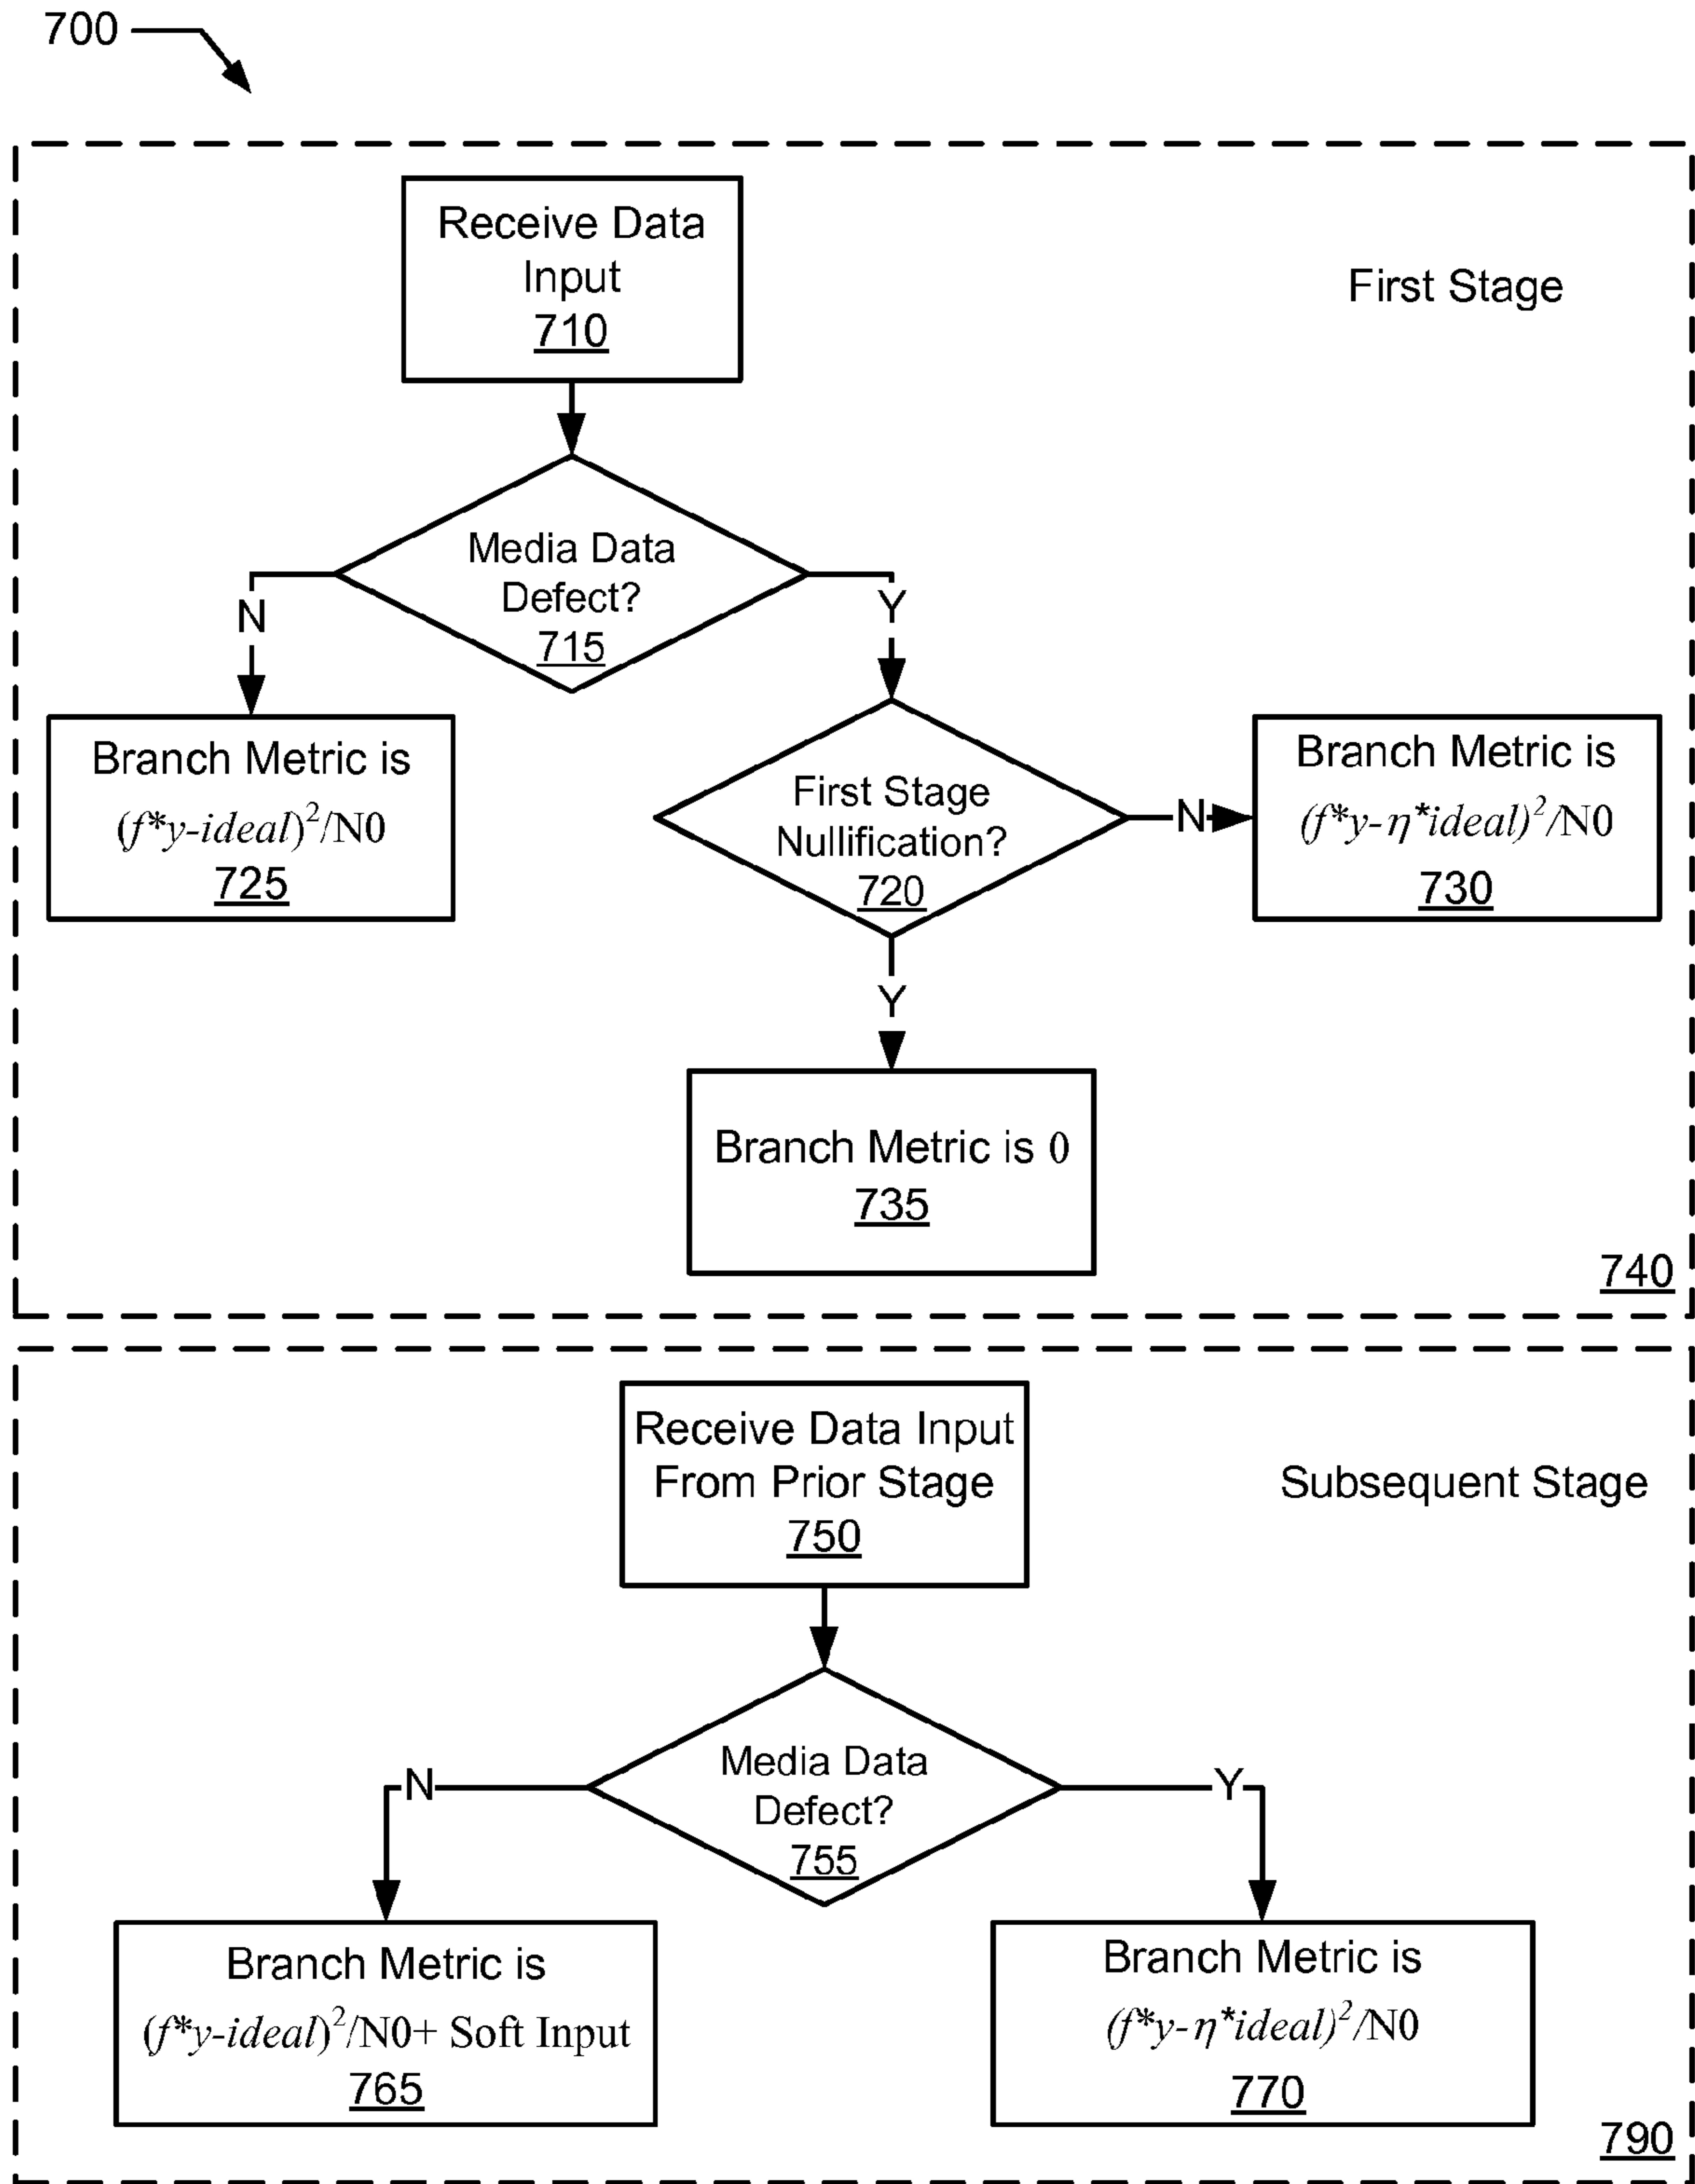 700
Receive Data
Input
710
First Stage
Media Data
Defect?
715
N
Y
Branch Metric is
(f*y-ideal)²/N0
725
First Stage
Nullification?
720
N
Branch Metric is
(f*y-η*ideal)²/N0
730
Y
Branch Metric is 0
735
740
Receive Data Input
From Prior Stage
750
Subsequent Stage
Media Data
Defect?
755
N
Y
Branch Metric is
(f*y-ideal)²/N0+ Soft Input
765
Branch Metric is
(f*y-η*ideal)²/N0
770
790